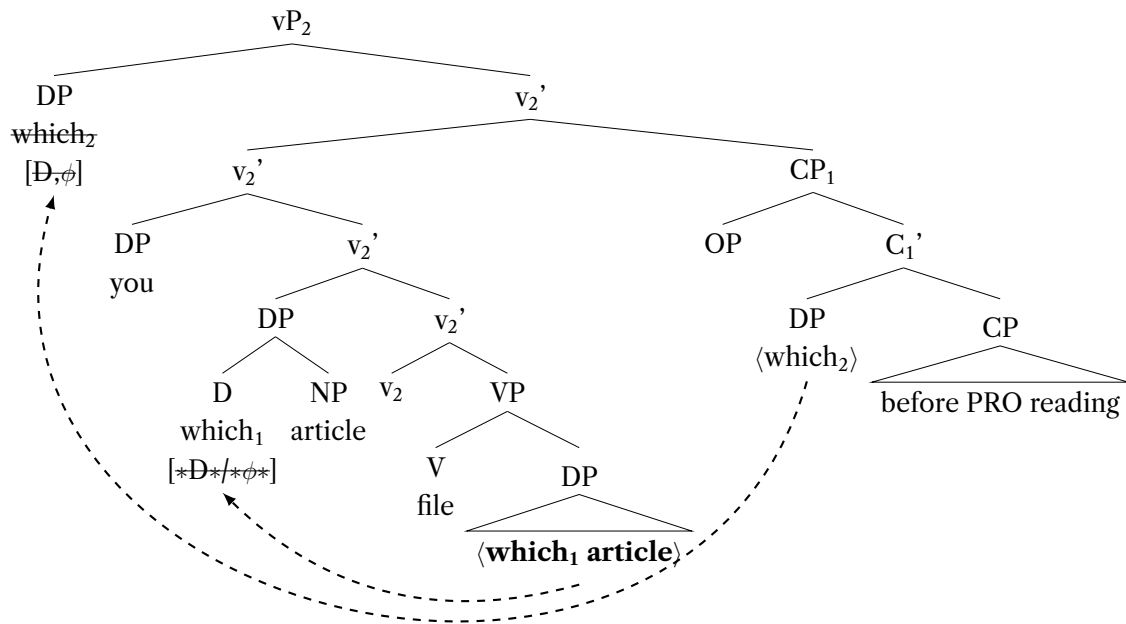 vP₂
DP v₂’
which₂
[D,ϕ] v₂’ CP₁
DP v₂’ OP C₁’
you
DP v₂’ DP CP
⟨which₂⟩
D NP v₂ VP before PRO reading
which₁ article
[∗D∗/∗ϕ∗] V DP
file
⟨which₁ article⟩